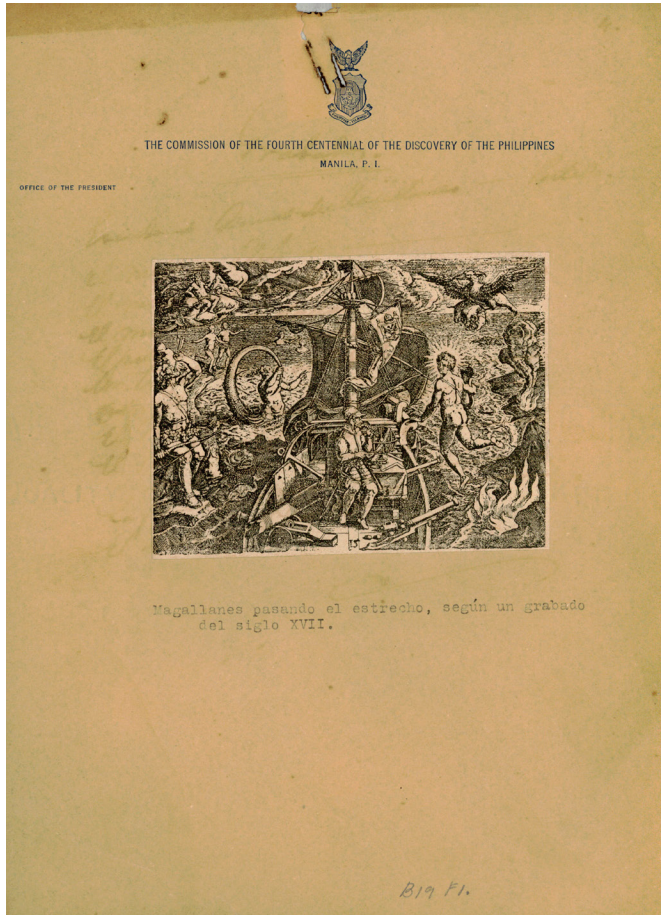 THE COMMISSION OF THE FOURTH CENTENNIAL OF THE DISCOVERY OF THE PHILIPPINES
MANILA, P. I.
OFFICE OF THE PRESIDENT
Magallanes pasando el estrecho, según un grabado
del siglo XVII.
B19 F1.